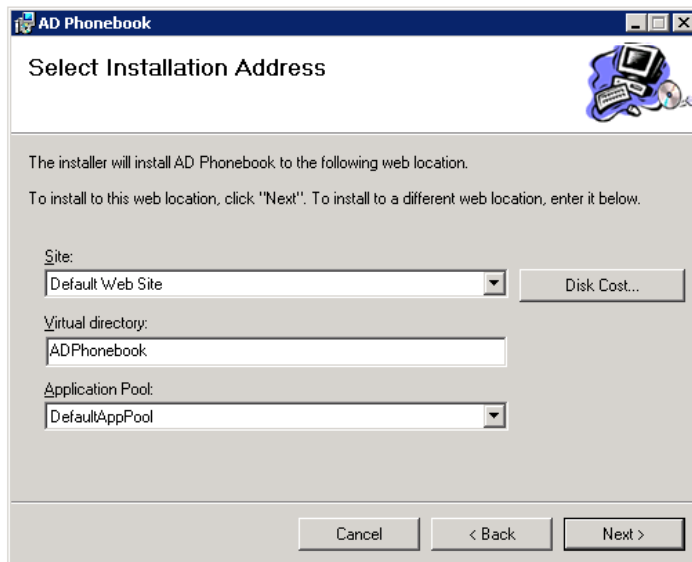 AD Phonebook
Select Installation Address
The installer will install AD Phonebook to the following web location.
To install to this web location, click "Next". To install to a different web location, enter it below.
Site:
Default Web Site
Disk Cost...
Virtual directory:
ADPhonebook
Application Pool:
DefaultAppPool
Cancel
< Back
Next >